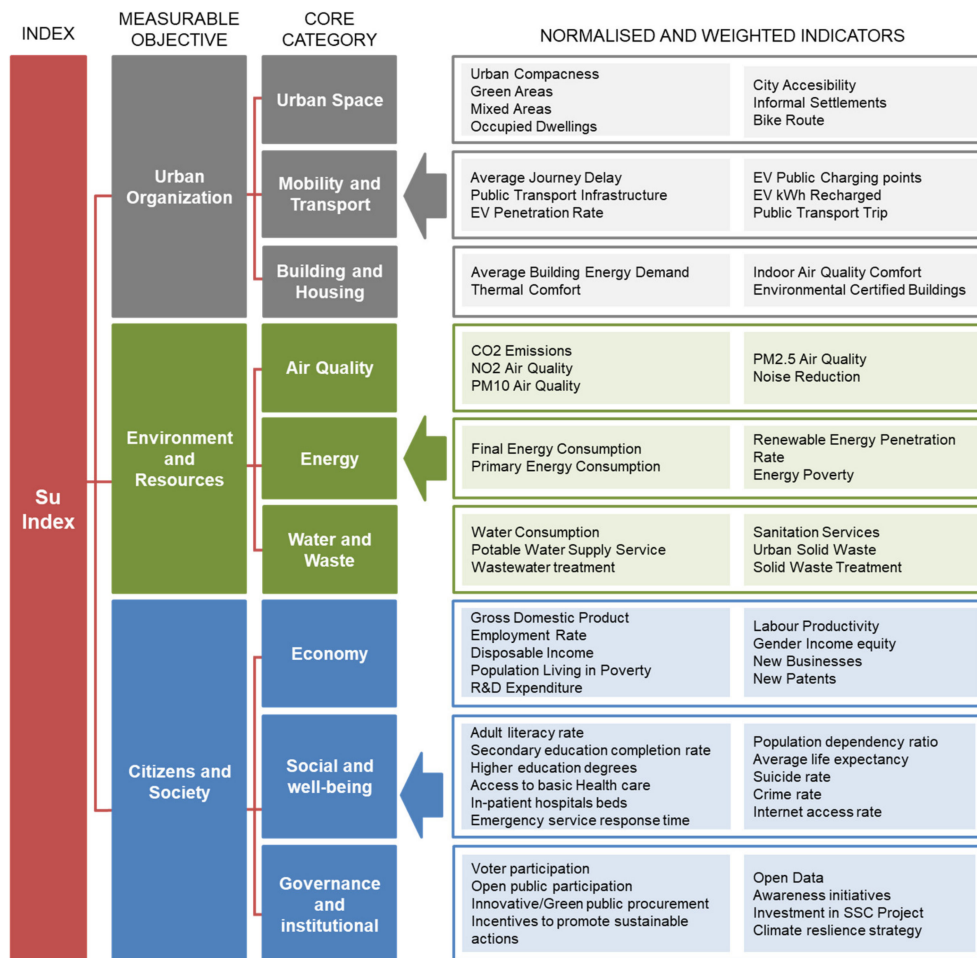 INDEX
MEASURABLE
OBJECTIVE
CORE
CATEGORY
NORMALISED AND WEIGHTED INDICATORS
Su
Index
Urban
Organization
Urban Space
Urban Compacness
Green Areas
Mixed Areas
Occupied Dwellings
City Accesibility
Informal Settlements
Bike Route
Mobility and
Transport
Average Journey Delay
Public Transport Infrastructure
EV Penetration Rate
EV Public Charging points
EV kWh Recharged
Public Transport Trip
Building and
Housing
Average Building Energy Demand
Thermal Comfort
Indoor Air Quality Comfort
Environmental Certified Buildings
Environment
and
Resources
Air Quality
CO2 Emissions
NO2 Air Quality
PM10 Air Quality
PM2.5 Air Quality
Noise Reduction
Energy
Final Energy Consumption
Primary Energy Consumption
Renewable Energy Penetration
Rate
Energy Poverty
Water and
Waste
Water Consumption
Potable Water Supply Service
Wastewater treatment
Sanitation Services
Urban Solid Waste
Solid Waste Treatment
Citizens and
Society
Economy
Gross Domestic Product
Employment Rate
Disposable Income
Population Living in Poverty
R&D Expenditure
Labour Productivity
Gender Income equity
New Businesses
New Patents
Social and
well-being
Adult literacy rate
Secondary education completion rate
Higher education degrees
Access to basic Health care
In-patient hospitals beds
Emergency service response time
Population dependency ratio
Average life expectancy
Suicide rate
Crime rate
Internet access rate
Governance
and
institutional
Voter participation
Open public participation
Innovative/Green public procurement
Incentives to promote sustainable
actions
Open Data
Awareness initiatives
Investment in SSC Project
Climate reslience strategy